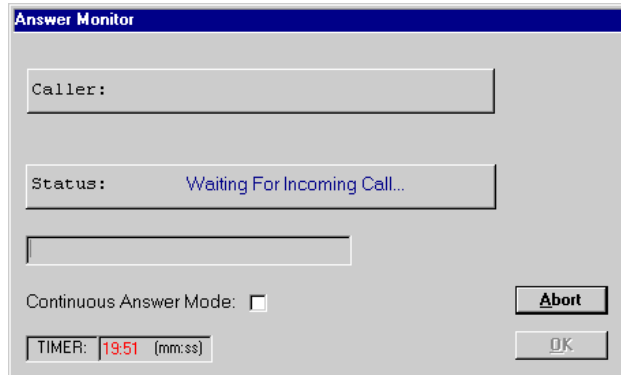 Answer Monitor
Caller:
Status: Waiting For Incoming Call...
Continuous Answer Mode:
Abort
TIMER: 19:51 (mm:ss)
OK